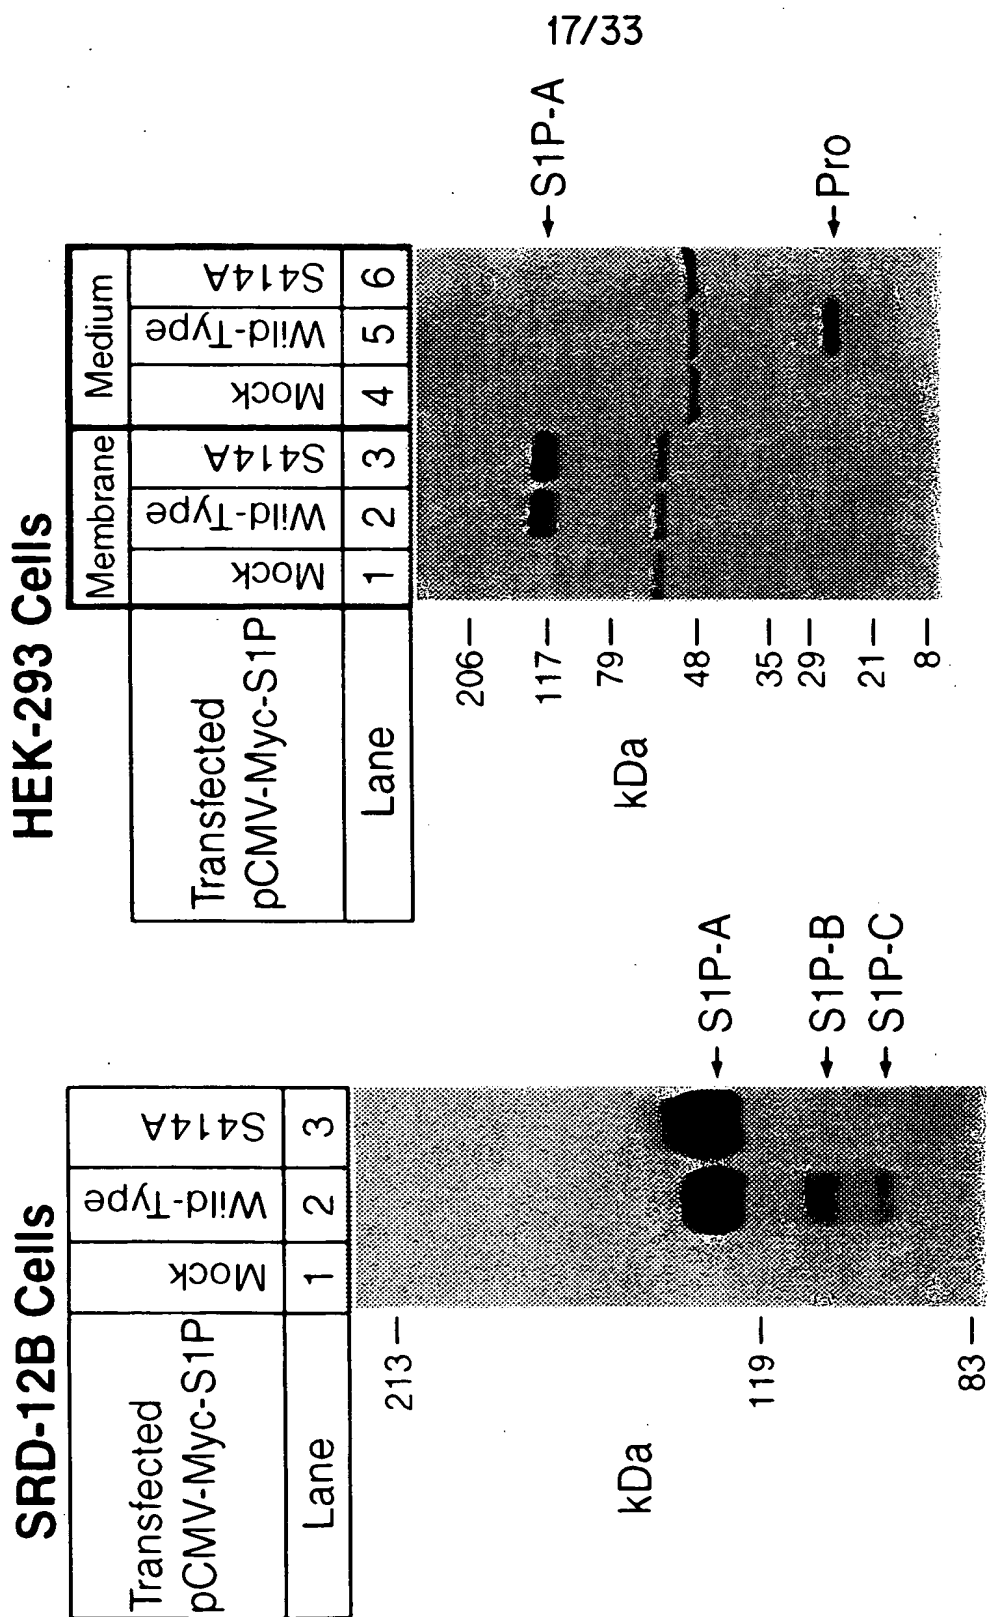 17/33
SRD-12B Cells
Transfected
pCMV-Myc-S1P
Mock
Wild-Type
S414A
Lane
1
2
3
kDa
213
119
83
←S1P-A
←S1P-B
←S1P-C
HEK-293 Cells
Membrane
Medium
Transfected
pCMV-Myc-S1P
Mock
Wild-Type
S414A
Mock
Wild-Type
S414A
Lane
1
2
3
4
5
6
kDa
206
117
79
48
35
29
21
8
←S1P-A
←Pro